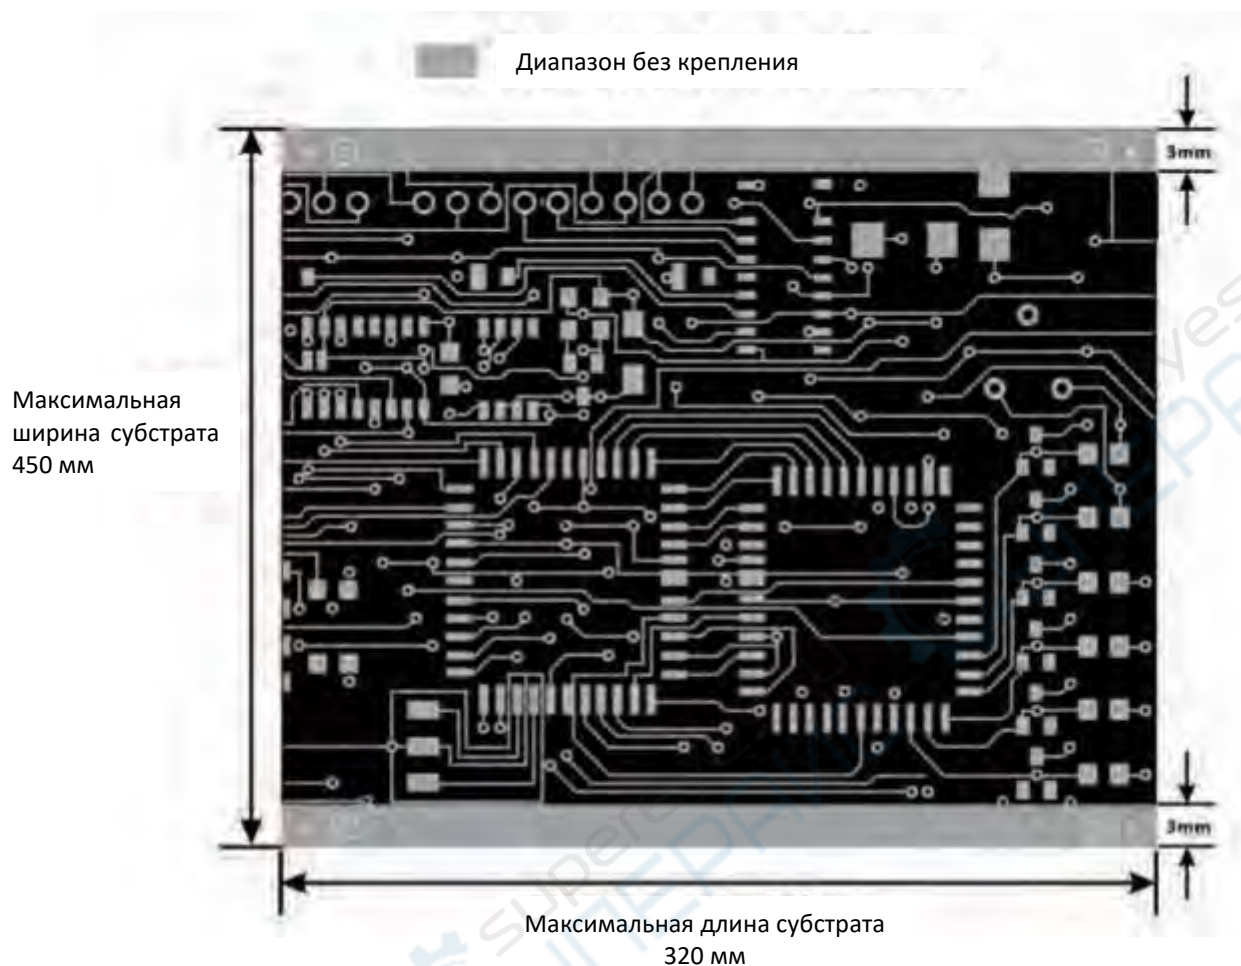 Диапазон без крепления
3mm
Максимальная
ширина субстрата
450 мм
3mm
Максимальная длина субстрата
320 мм